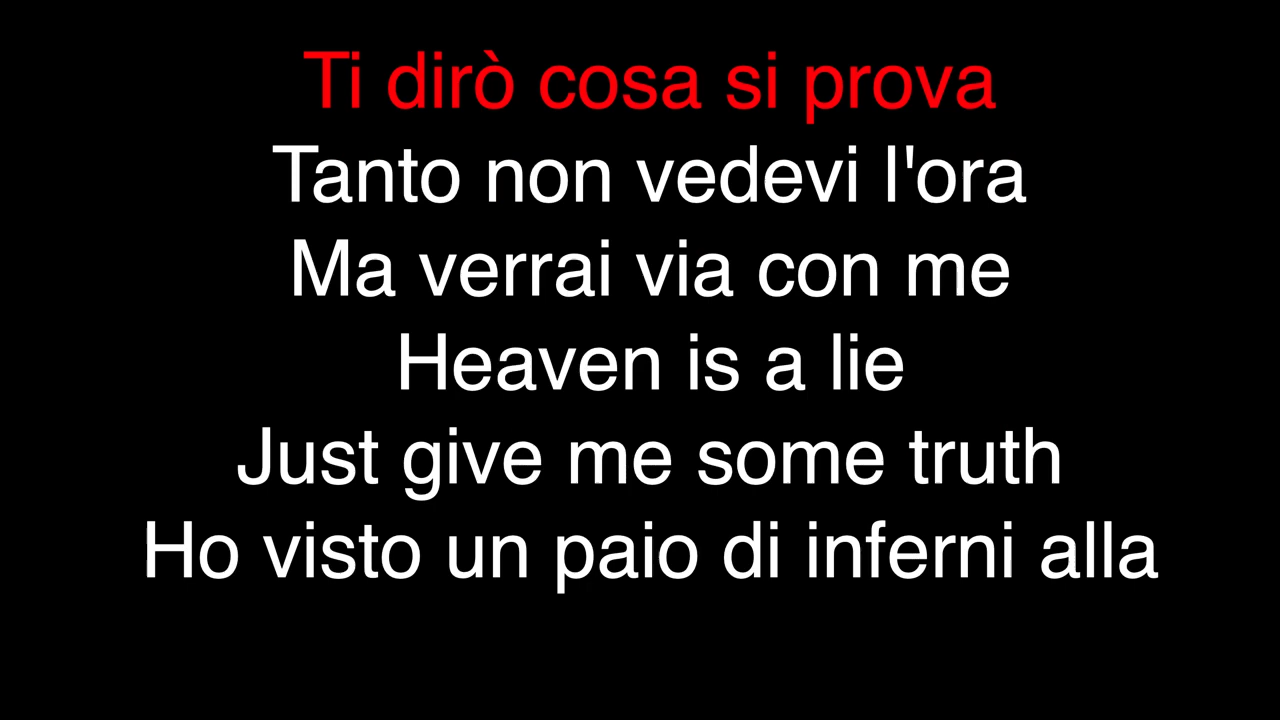 Ti dirò cosa si prova
Tanto non vedevi l'ora
Ma verrai via con me
Heaven is a lie
Just give me some truth
Ho visto un paio di inferni alla